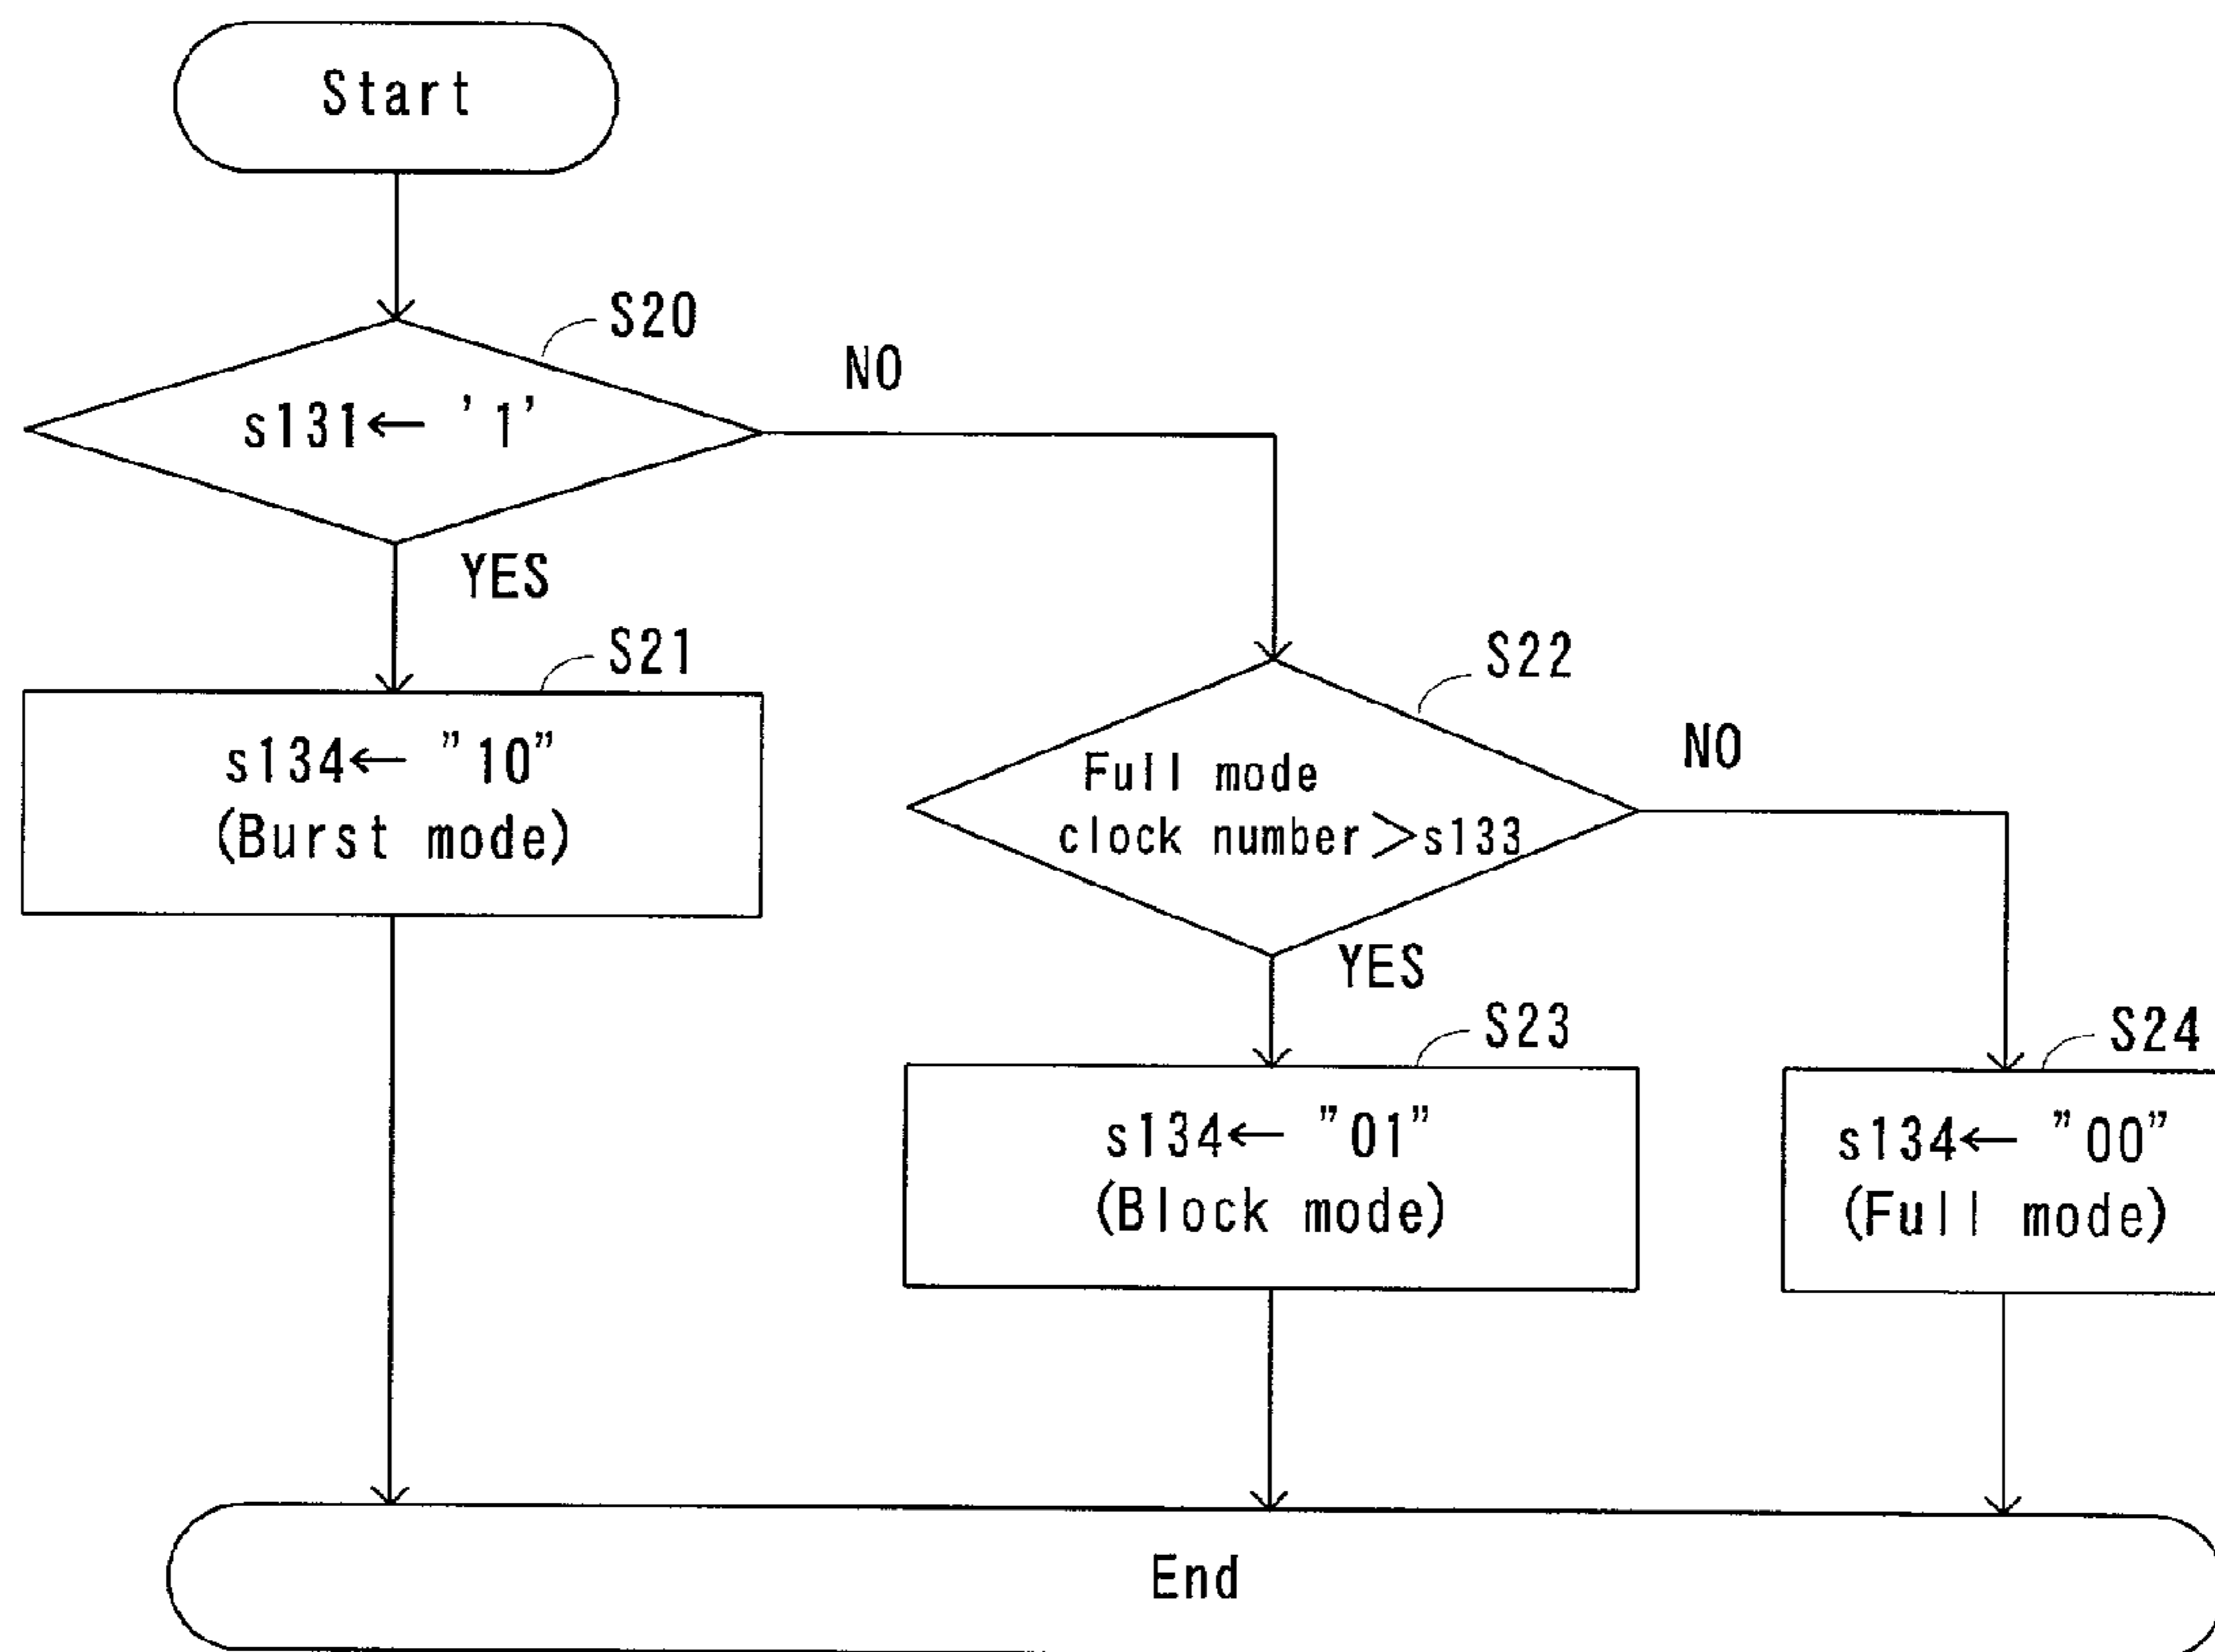 Start
S20
NO
s131← '1'
YES
S21
s134← "10"
(Burst mode)
S22
NO
Full mode
clock number>s133
YES
S23
s134← "01"
(Block mode)
S24
s134← "00"
(Full mode)
End